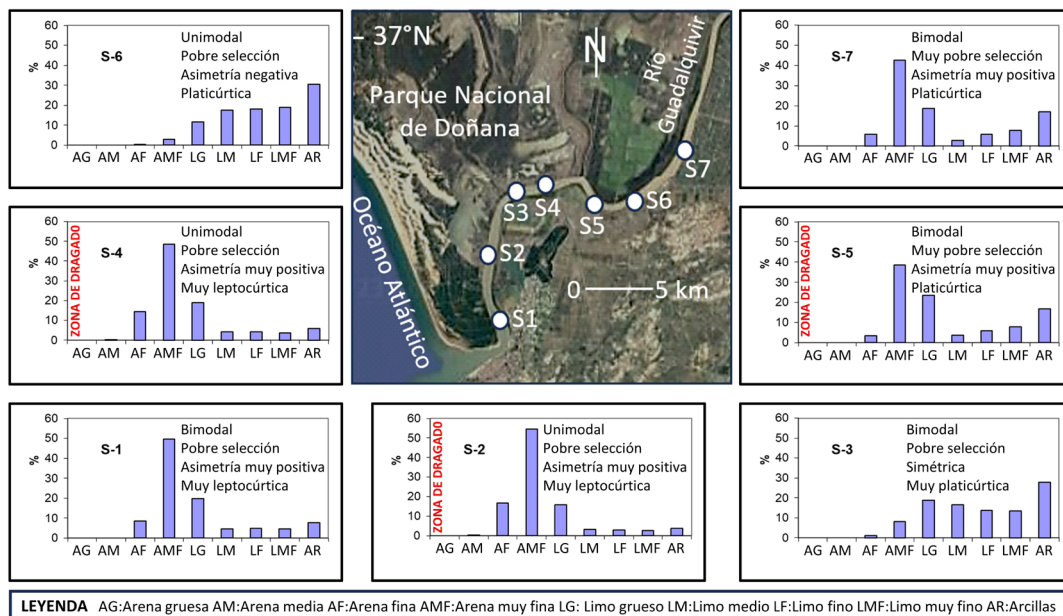 S-6
Unimodal
Pobre selección
Asimetría negativa
Platicúrtica
%
60
50
40
30
20
10
0
AG AM AF AMF LG LM LF LMF AR
37°N
N
Parque Nacional
de Doñana
Río
Guadalquivir
Océano Atlántico
S7
S6
S5
S4
S3
S2
S1
0 5 km
S-7
Bimodal
Muy pobre selección
Asimetría muy positiva
Platicúrtica
%
60
50
40
30
20
10
0
AG AM AF AMF LG LM LF LMF AR
ZONA DE DRAGADO
S-4
Unimodal
Pobre selección
Asimetría muy positiva
Muy leptocúrtica
%
60
50
40
30
20
10
0
AG AM AF AMF LG LM LF LMF AR
ZONA DE DRAGADO
S-5
Bimodal
Muy pobre selección
Asimetría muy positiva
Platicúrtica
%
60
50
40
30
20
10
0
AG AM AF AMF LG LM LF LMF AR
S-1
Bimodal
Pobre selección
Asimetría muy positiva
Muy leptocúrtica
%
60
50
40
30
20
10
0
AG AM AF AMF LG LM LF LMF AR
ZONA DE DRAGADO
S-2
Unimodal
Pobre selección
Asimetría muy positiva
Muy leptocúrtica
%
60
50
40
30
20
10
0
AG AM AF AMF LG LM LF LMF AR
S-3
Bimodal
Pobre selección
Simétrica
Muy platicúrtica
%
60
50
40
30
20
10
0
AG AM AF AMF LG LM LF LMF AR
LEYENDA AG:Arena gruesa AM:Arena media AF:Arena fina AMF:Arena muy fina LG: Limo grueso LM:Limo medio LF:Limo fino LMF:Limo muy fino AR:Arcillas